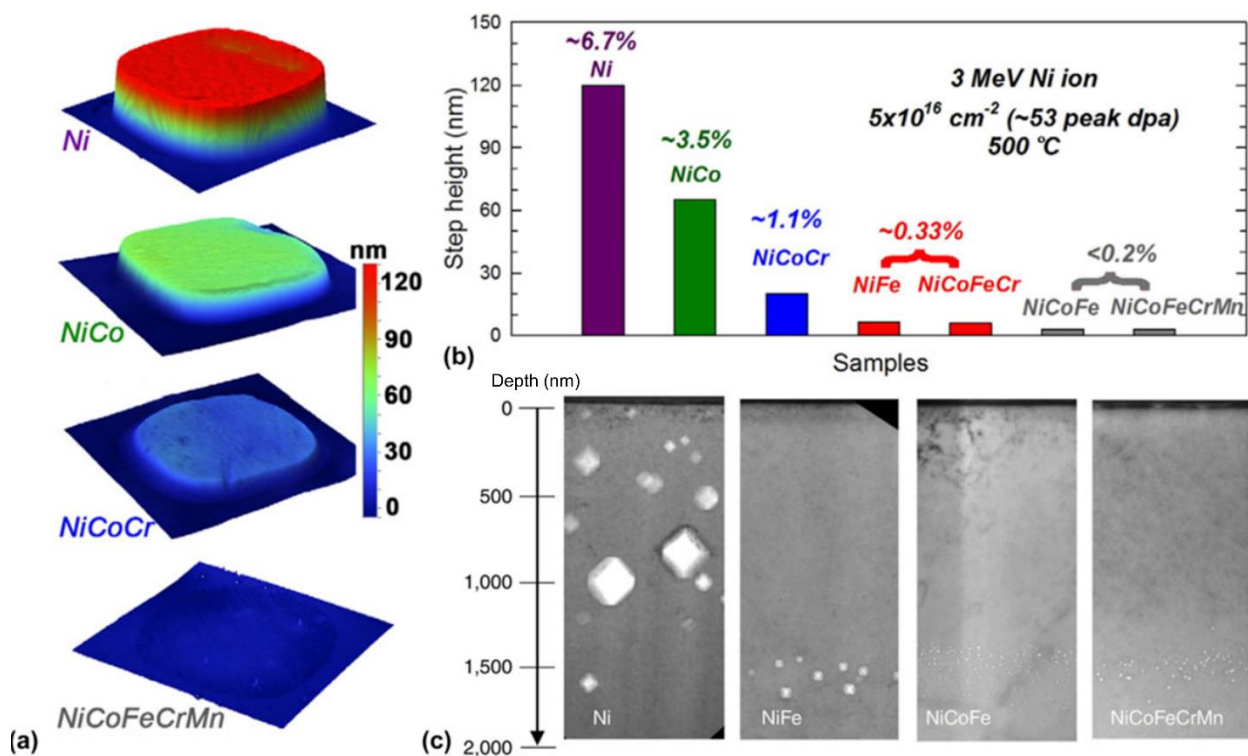 (a)
Ni
NiCo
NiCoCr
NiCoFeCrMn
nm
120
90
60
30
0
(b)
Step height (nm)
150
120
90
60
30
0
~6.7%
Ni
~3.5%
NiCo
~1.1%
NiCoCr
~0.33%
NiFe NiCoFeCr
<0.2%
NiCoFe NiCoFeCrMn
3 MeV Ni ion
5x10¹⁶ cm⁻² (~53 peak dpa)
500 °C
Samples
(c)
Depth (nm)
0
500
1,000
1,500
2,000
Ni
NiFe
NiCoFe
NiCoFeCrMn